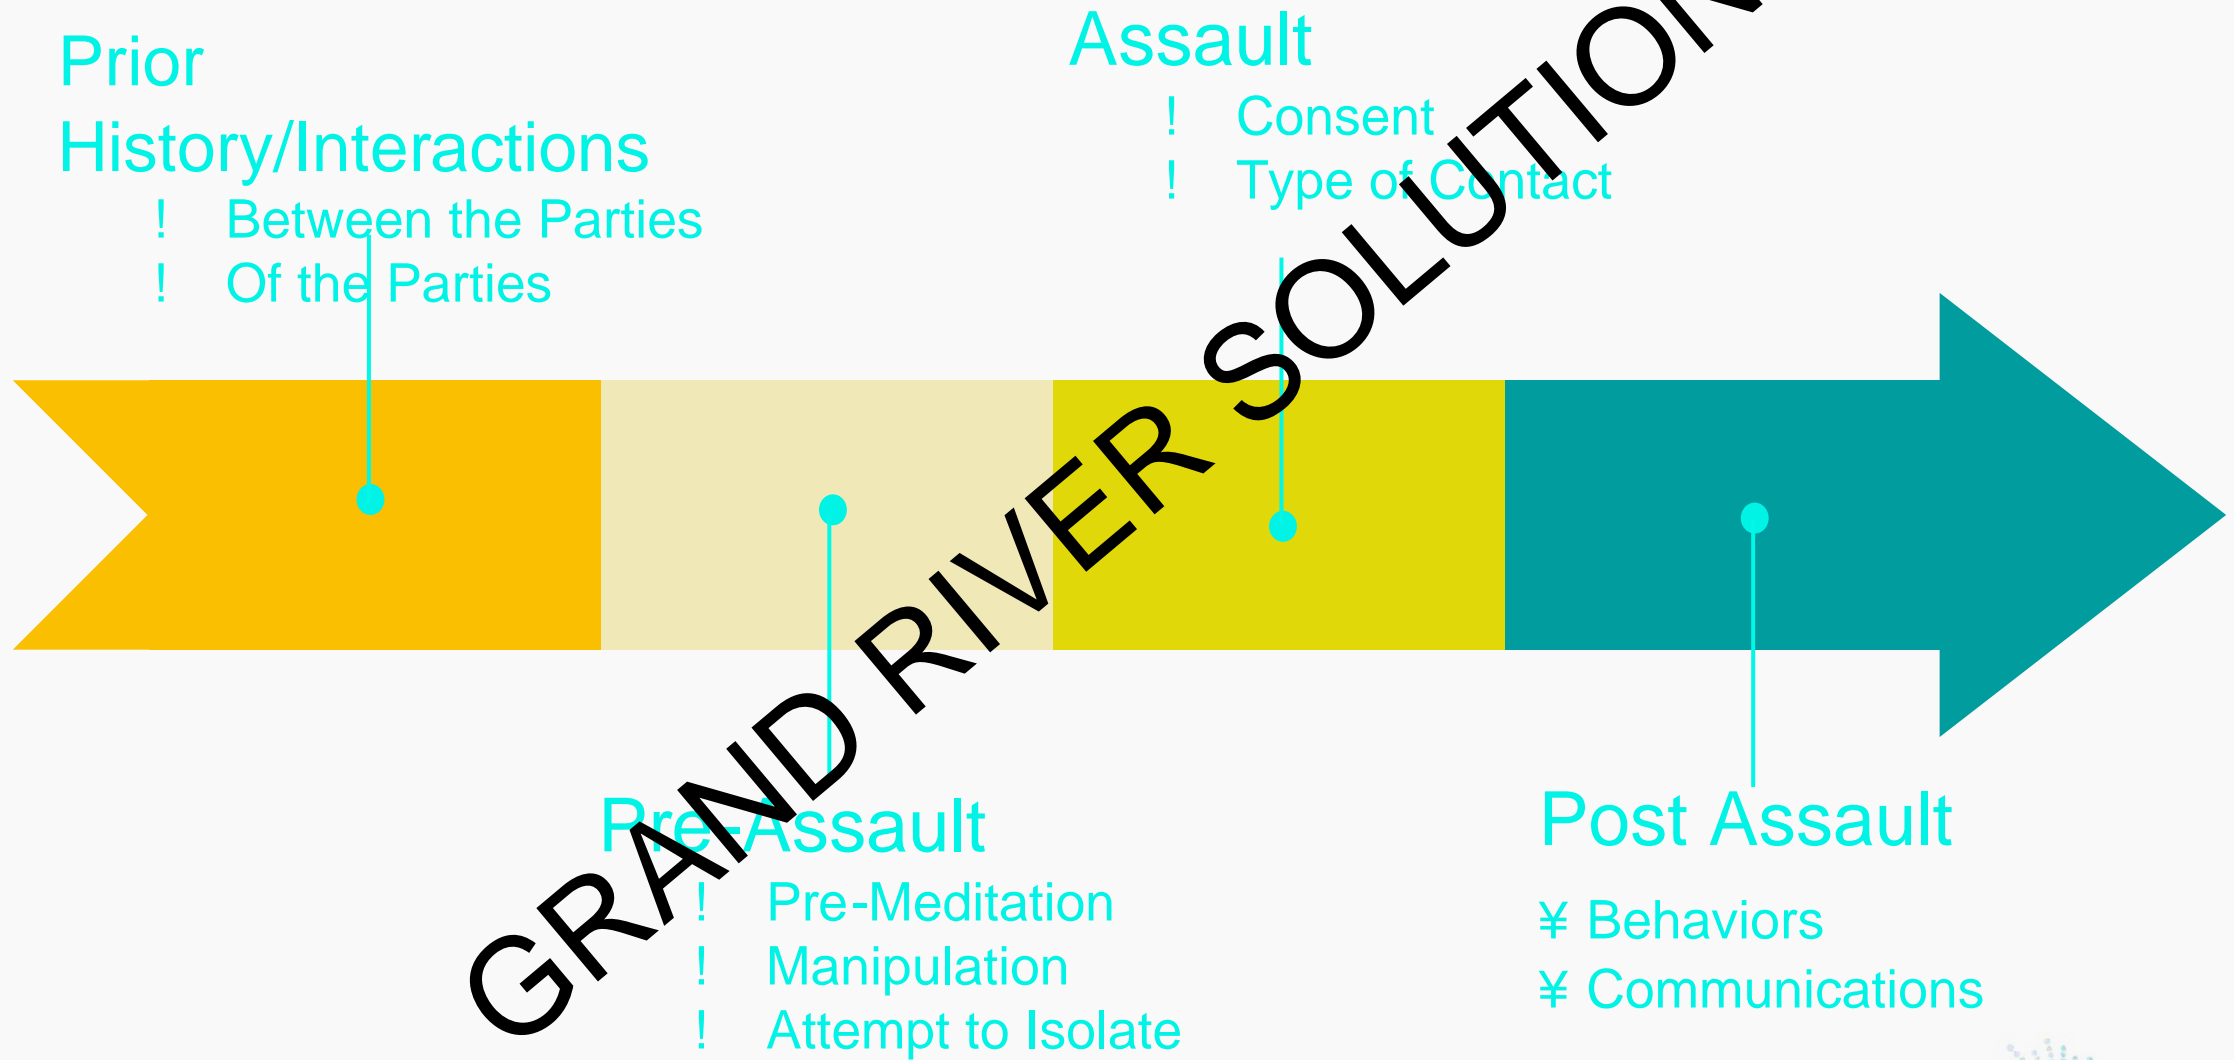 Prior
History/Interactions
! Between the Parties
! Of the Parties
Assault
! Consent
! Type of Contact
Pre-Assault
! Pre-Meditation
! Manipulation
! Attempt to Isolate
Post Assault
¥ Behaviors
¥ Communications
GRAND RIVER SOLUTION